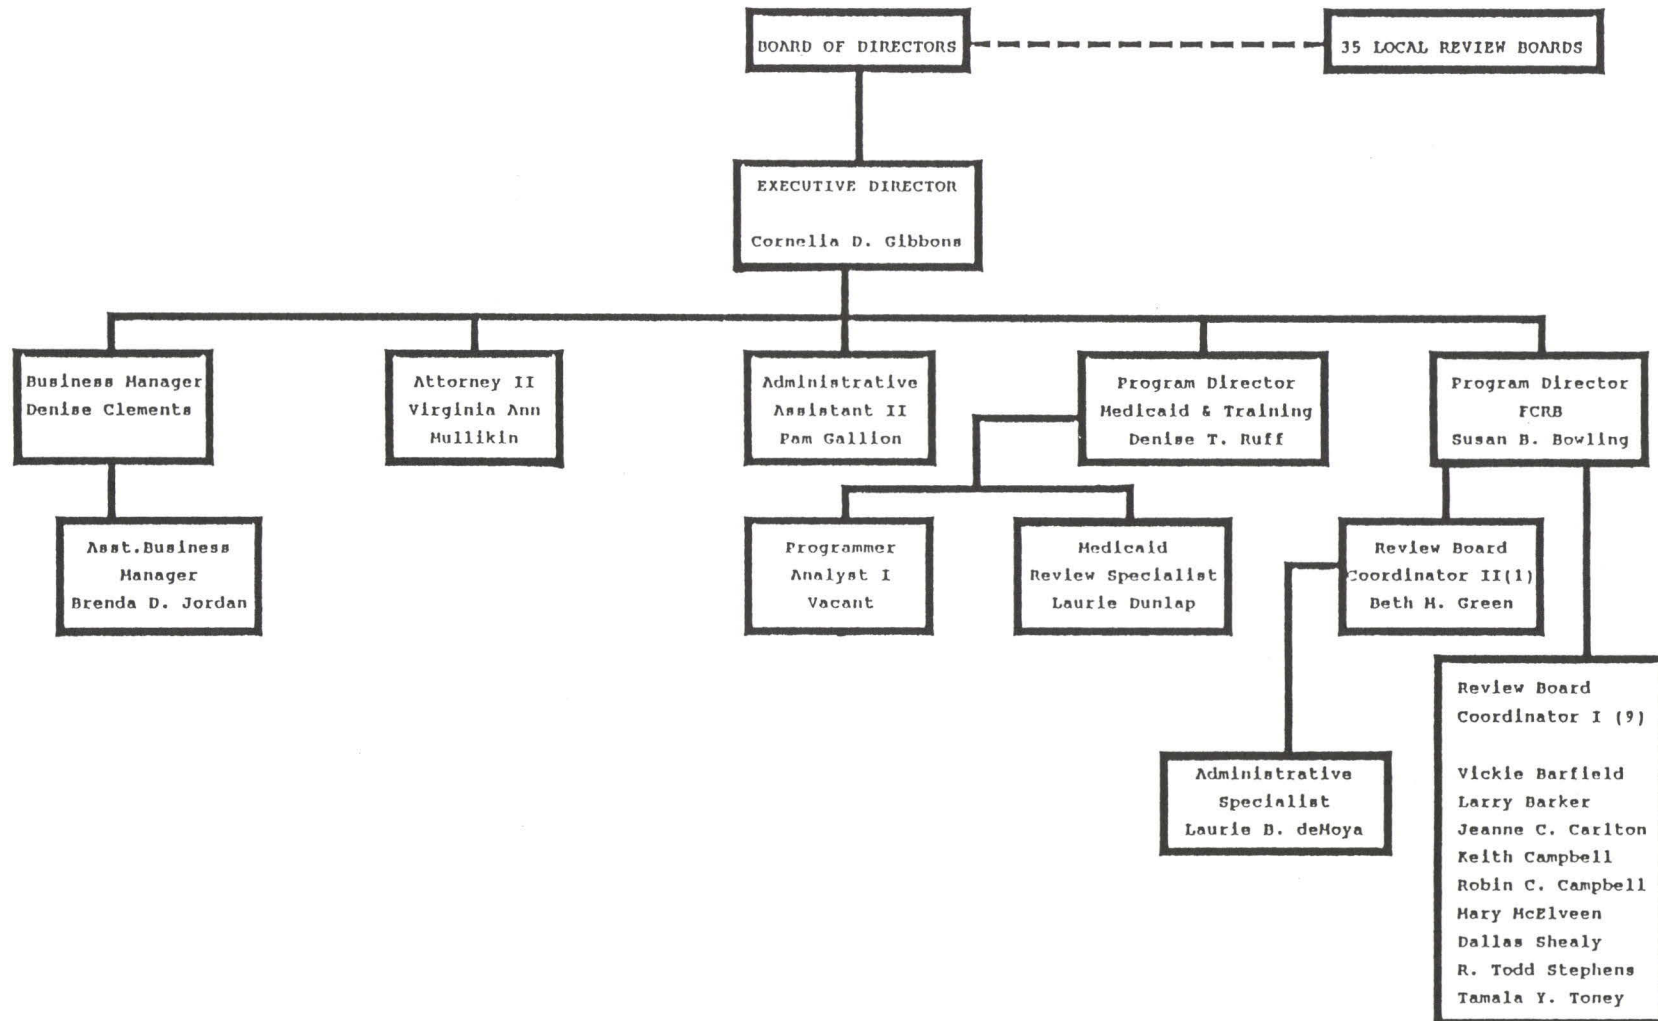 BOARD OF DIRECTORS
35 LOCAL REVIEW BOARDS
EXECUTIVE DIRECTOR
Cornelia D. Gibbons
Business Manager
Denise Clements
Attorney II
Virginia Ann
Mullikin
Administrative
Assistant II
Pam Gallion
Program Director
Medicaid & Training
Denise T. Ruff
Program Director
FCRB
Susan B. Bowling
Asst.Business
Manager
Brenda D. Jordan
Programmer
Analyst I
Vacant
Medicaid
Review Specialist
Laurie Dunlap
Review Board
Coordinator II(1)
Beth M. Green
Administrative
Specialist
Laurie B. deMoya
Review Board
Coordinator I (9)
Vickie Barfield
Larry Barker
Jeanne C. Carlton
Keith Campbell
Robin C. Campbell
Mary McElveen
Dallas Shealy
R. Todd Stephens
Tamala Y. Toney